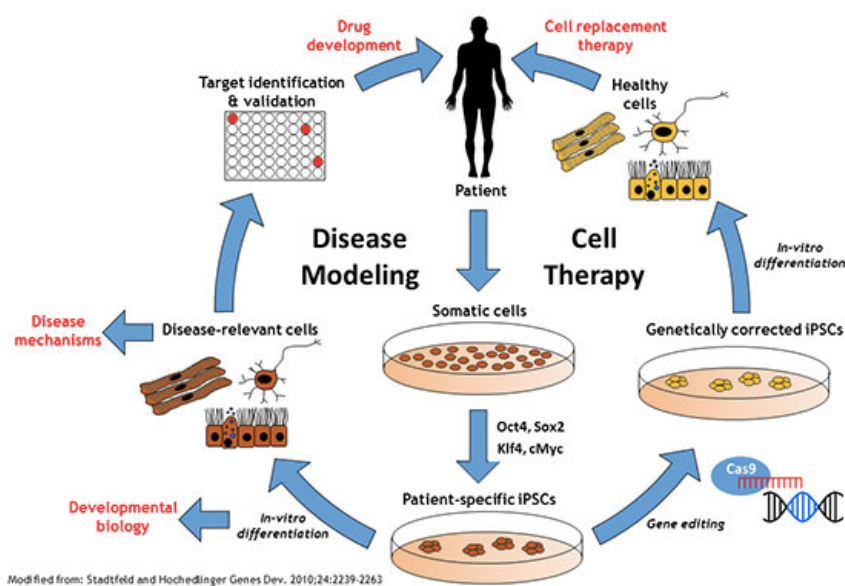 Drug
development
Cell replacement
therapy
Target identification
& validation
Healthy
cells
Patient
Disease
Modeling
Cell
Therapy
In-vitro
differentiation
Disease
mechanisms
Disease-relevant cells
Somatic cells
Genetically corrected iPSCs
Oct4, Sox2
Klf4, cMyc
Cas9
Patient-specific iPSCs
Developmental
biology
In-vitro
differentiation
Gene editing
Modified from: Stadtfeld and Hochedlinger Genes Dev. 2010;24:2239-2263